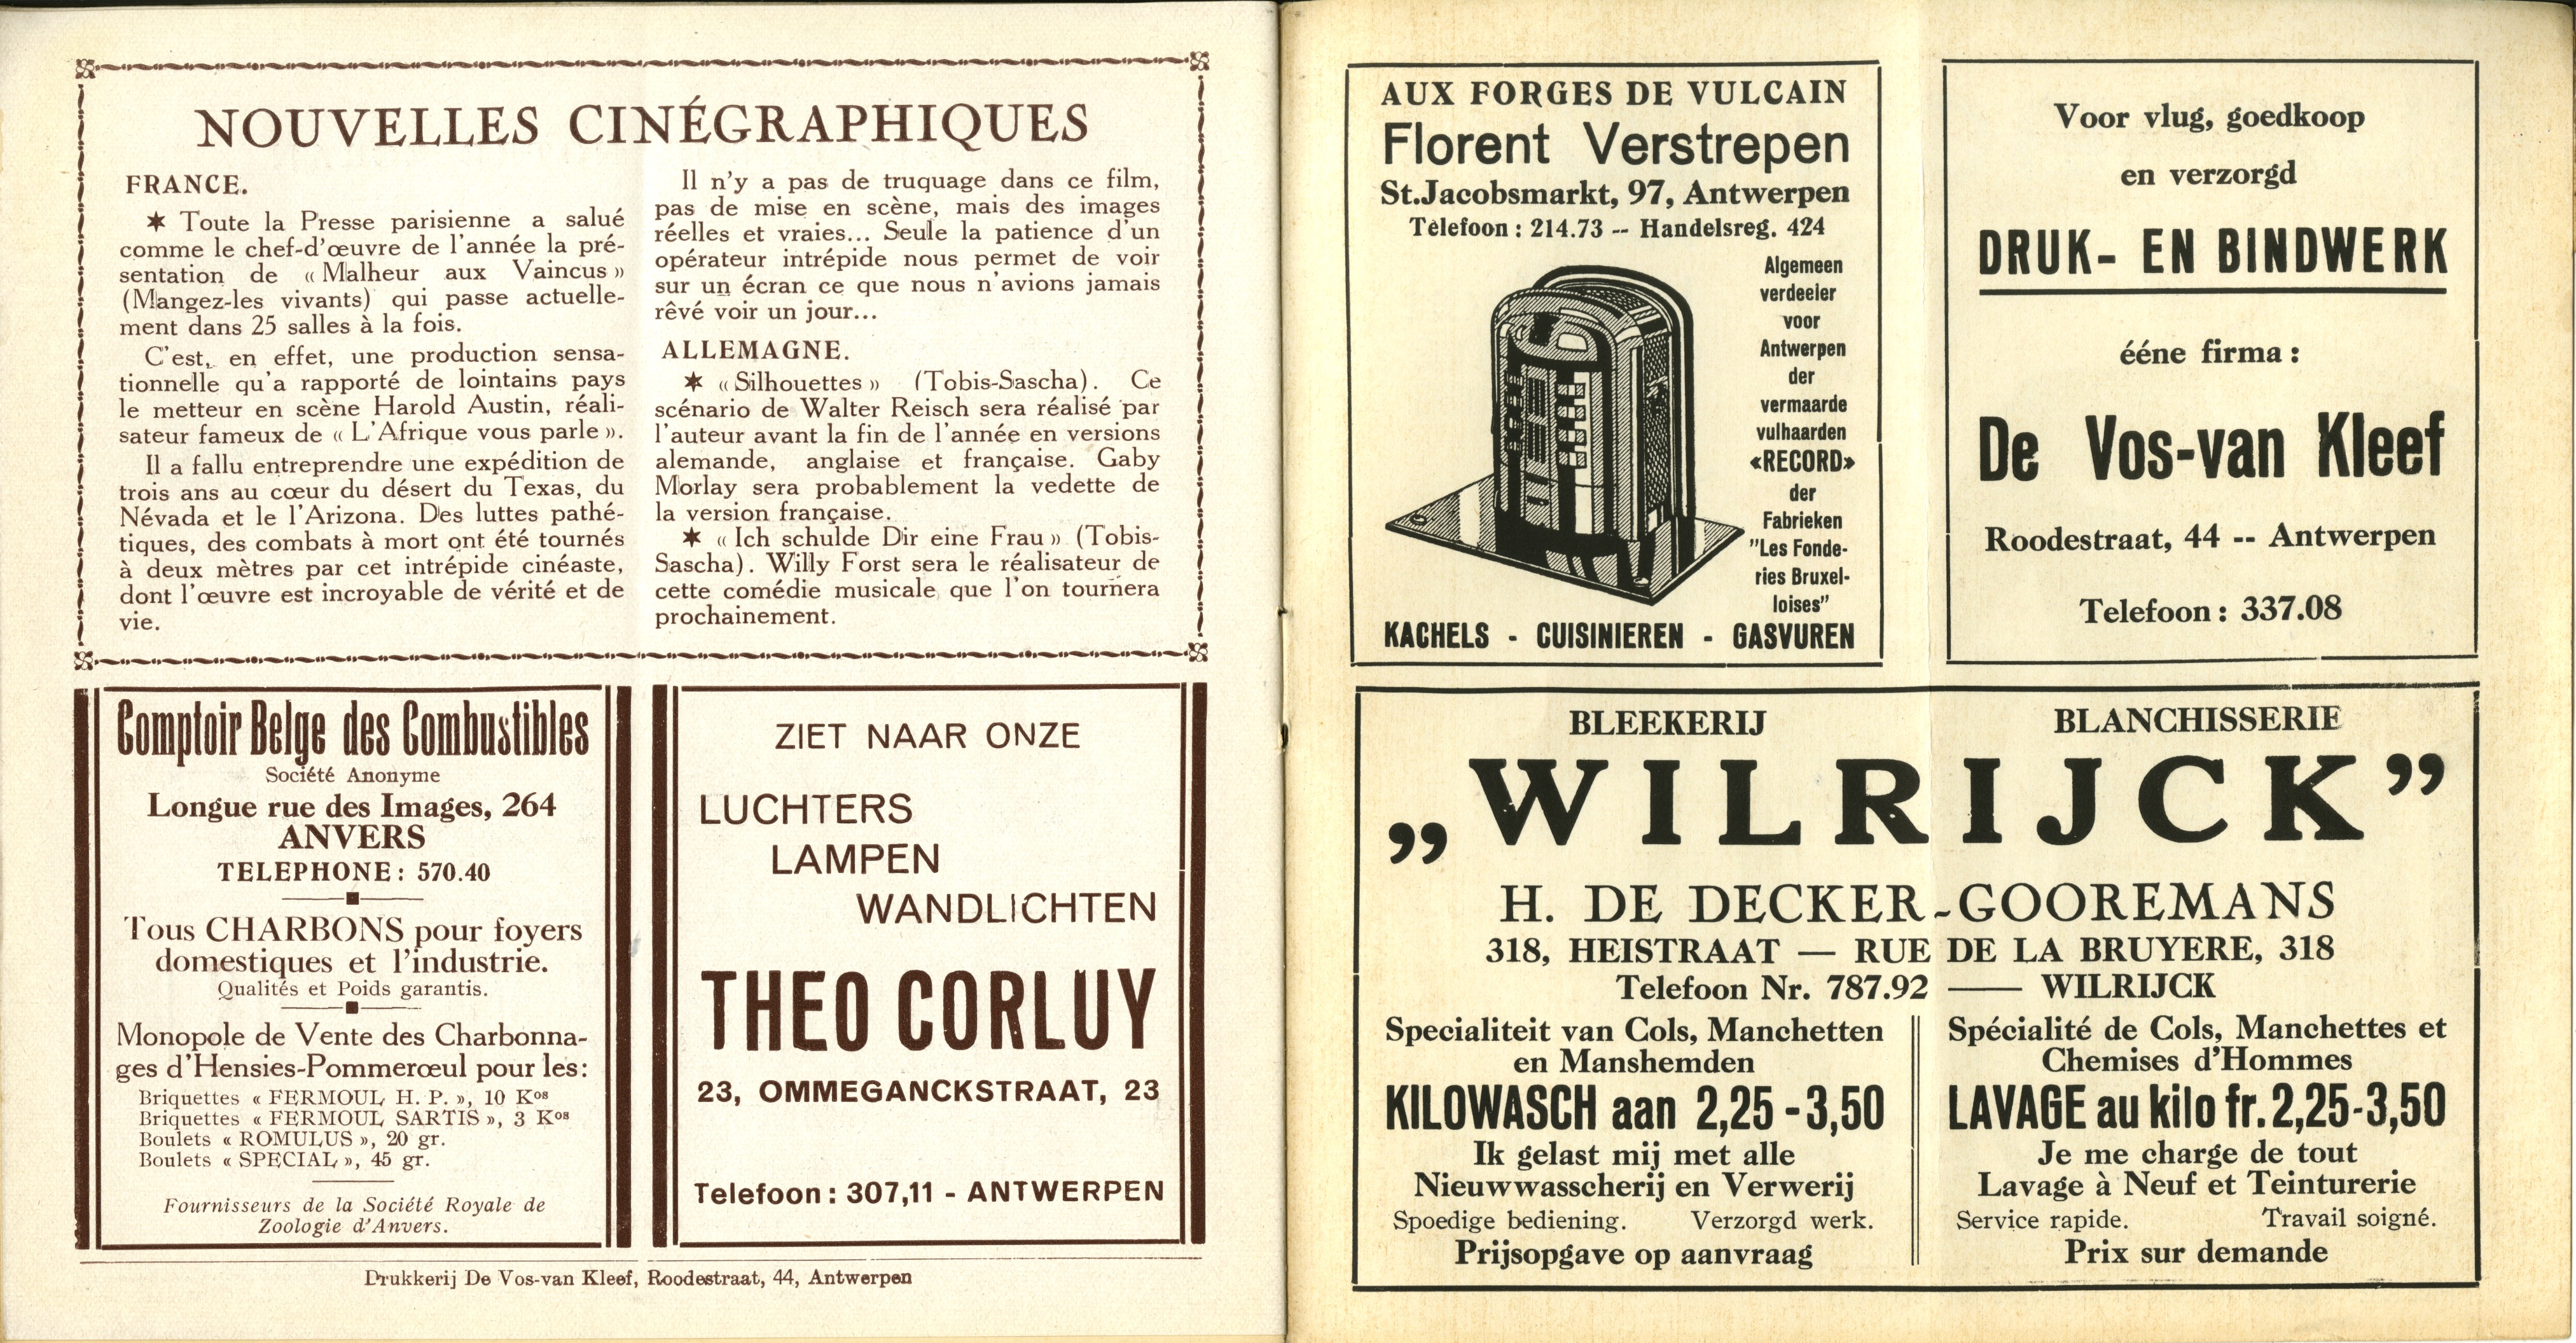 NOUVELLES CINÉGRAPHIQUES
FRANCE.
✶ Toute la Presse parisienne a salué
comme le chef-d'œuvre de l'année la pré-
sentation de « Malheur aux Vaincus »
(Mangez-les vivants) qui passe actuelle-
ment dans 25 salles à la fois.
C'est, en effet, une production sensa-
tionnelle qu'a rapporté de lointains pays
le metteur en scène Harold Austin, réali-
sateur fameux de « L'Afrique vous parle ».
Il a fallu entreprendre une expédition de
trois ans au cœur du désert du Texas, du
Névada et le l'Arizona. Des luttes pathé-
tiques, des combats à mort ont été tournés
à deux mètres par cet intrépide cinéaste,
dont l'œuvre est incroyable de vérité et de
vie.
Il n'y a pas de truquage dans ce film,
pas de mise en scène, mais des images
réelles et vraies... Seule la patience d'un
opérateur intrépide nous permet de voir
sur un écran ce que nous n'avions jamais
rêvé voir un jour...
ALLEMAGNE.
✶ « Silhouettes » (Tobis-Sascha). Ce
scénario de Walter Reisch sera réalisé par
l'auteur avant la fin de l'année en versions
alemande, anglaise et française. Gaby
Morlay sera probablement la vedette de
la version française.
✶ « Ich schulde Dir eine Frau » (Tobis-
Sascha). Willy Forst sera le réalisateur de
cette comédie musicale que l'on tournera
prochainement.
Comptoir Belge des Combustibles
Société Anonyme
Longue rue des Images, 264
ANVERS
TELEPHONE : 570.40
Tous CHARBONS pour foyers
domestiques et l'industrie.
Qualités et Poids garantis.
Monopole de Vente des Charbonna-
ges d'Hensies-Pommerœul pour les :
Briquettes « FERMOUL H. P. », 10 Kos
Briquettes « FERMOUL SARTIS », 3 Kos
Boulets « ROMULUS », 20 gr.
Boulets « SPECIAL », 45 gr.
Fournisseurs de la Société Royale de
Zoologie d'Anvers.
ZIET NAAR ONZE
LUCHTERS
LAMPEN
WANDLICHTEN
THEO CORLUY
23, OMMEGANCKSTRAAT, 23
Telefoon : 307,11 - ANTWERPEN
Drukkerij De Vos-van Kleef, Roodestraat, 44, Antwerpen
AUX FORGES DE VULCAIN
Florent Verstrepen
St.Jacobsmarkt, 97, Antwerpen
Telefoon : 214.73 -- Handelsreg. 424
Algemeen
verdeeler
voor
Antwerpen
der
vermaarde
vulhaarden
«RECORD»
der
Fabrieken
"Les Fonde-
ries Bruxel-
loises"
KACHELS - CUISINIEREN - GASVUREN
Voor vlug, goedkoop
en verzorgd
DRUK- EN BINDWERK
ééne firma :
De Vos-van Kleef
Roodestraat, 44 -- Antwerpen
Telefoon : 337.08
BLEEKERIJ BLANCHISSERIE
„WILRIJCK”
H. DE DECKER-GOOREMANS
318, HEISTRAAT — RUE DE LA BRUYERE, 318
Telefoon Nr. 787.92 — WILRIJCK
Specialiteit van Cols, Manchetten
en Manshemden
KILOWASCH aan 2,25 - 3,50
Ik gelast mij met alle
Nieuwwasscherij en Verwerij
Spoedige bediening. Verzorgd werk.
Prijsopgave op aanvraag
Spécialité de Cols, Manchettes et
Chemises d'Hommes
LAVAGE au kilo fr. 2,25-3,50
Je me charge de tout
Lavage à Neuf et Teinturerie
Service rapide. Travail soigné.
Prix sur demande